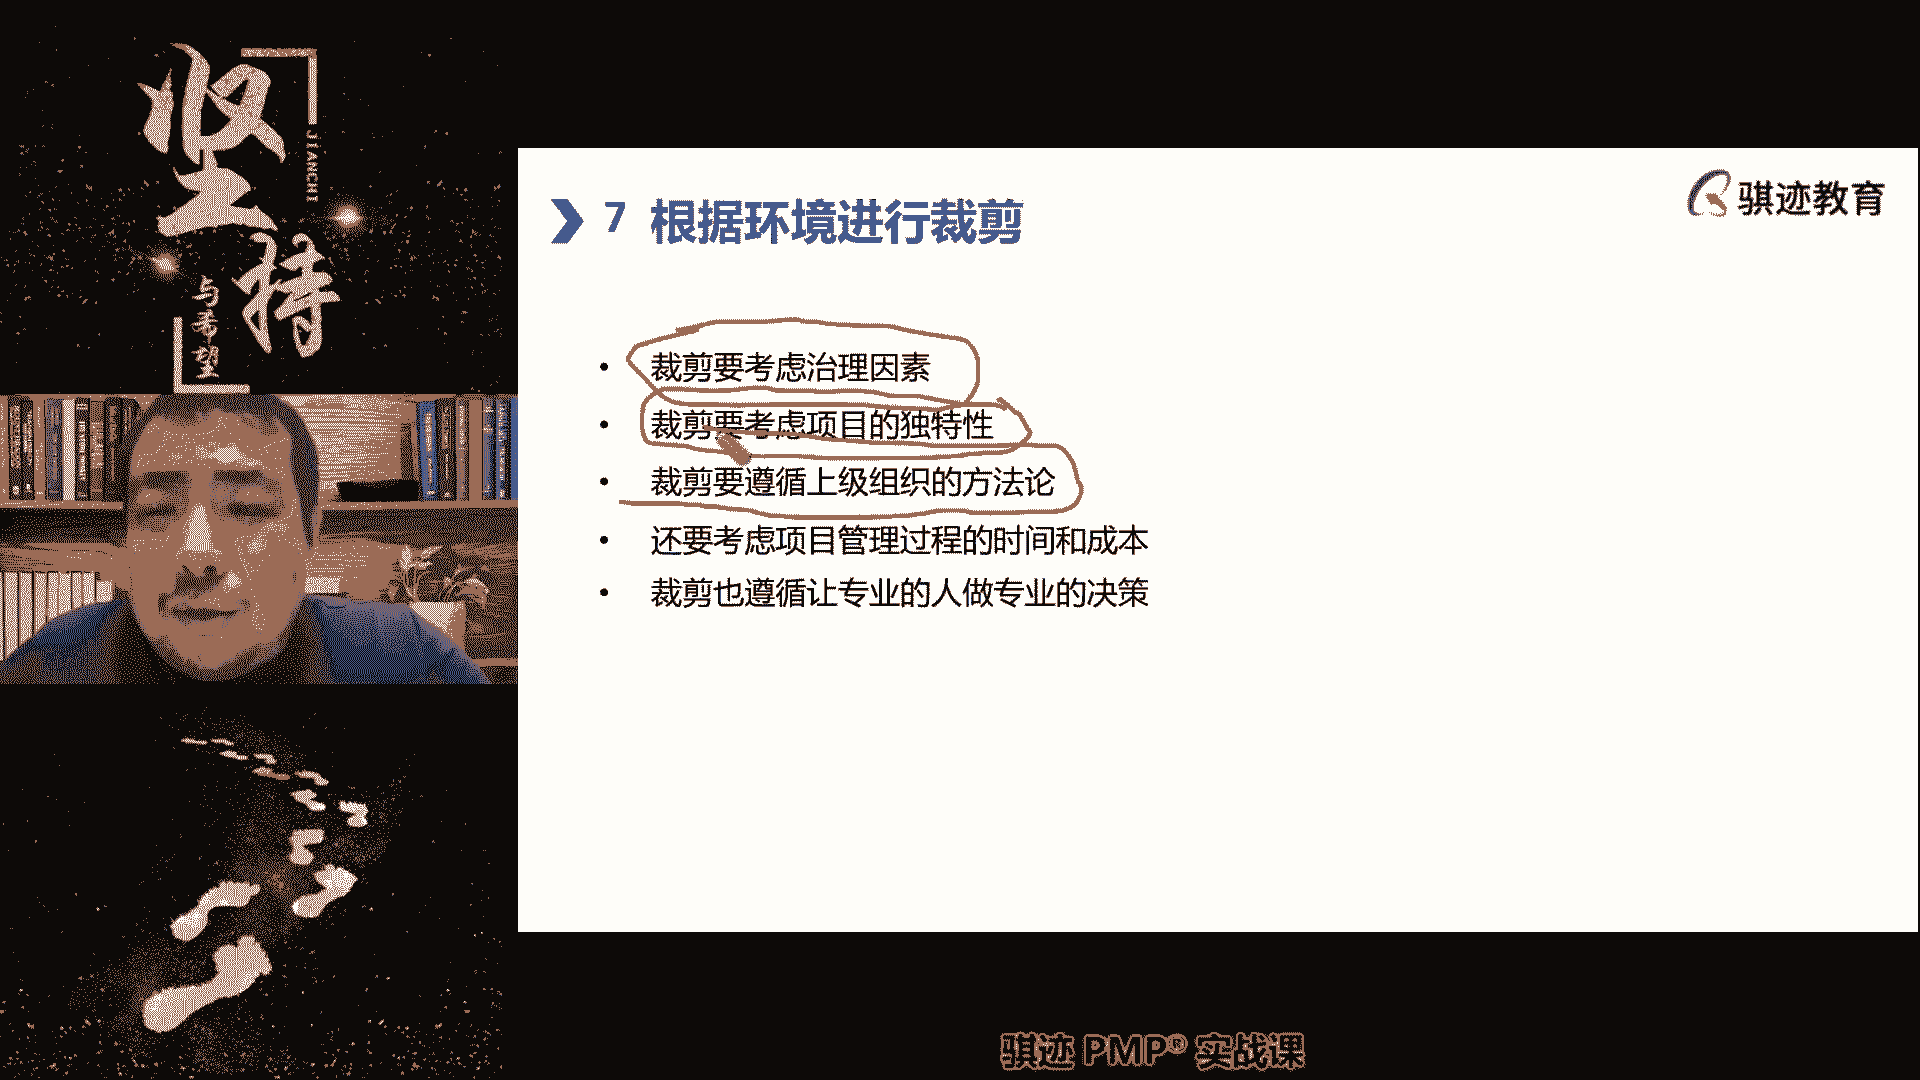 坚持
JIANCHI
与希望
骐迹教育
7 根据环境进行裁剪
• 裁剪要考虑治理因素
• 裁剪要考虑项目的独特性
• 裁剪要遵循上级组织的方法论
• 还要考虑项目管理过程的时间和成本
• 裁剪也遵循让专业的人做专业的决策
骐迹 PMP® 实战课